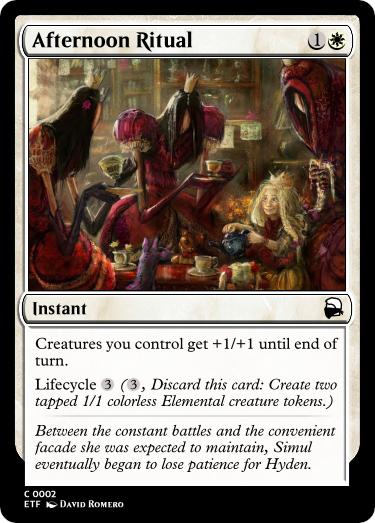 Afternoon Ritual 1
Instant
Creatures you control get +1/+1 until end of
turn.
Lifecycle 3 (3, Discard this card: Create two
tapped 1/1 colorless Elemental creature tokens.)
Between the constant battles and the convenient
facade she was expected to maintain, Simul
eventually began to lose patience for Hyden.
C 0002
ETF David Romero